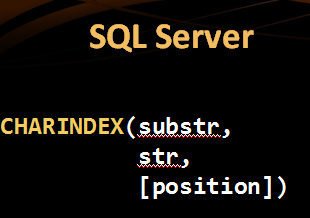 SQL Server
CHARINDEX(substr,
str,
[position])